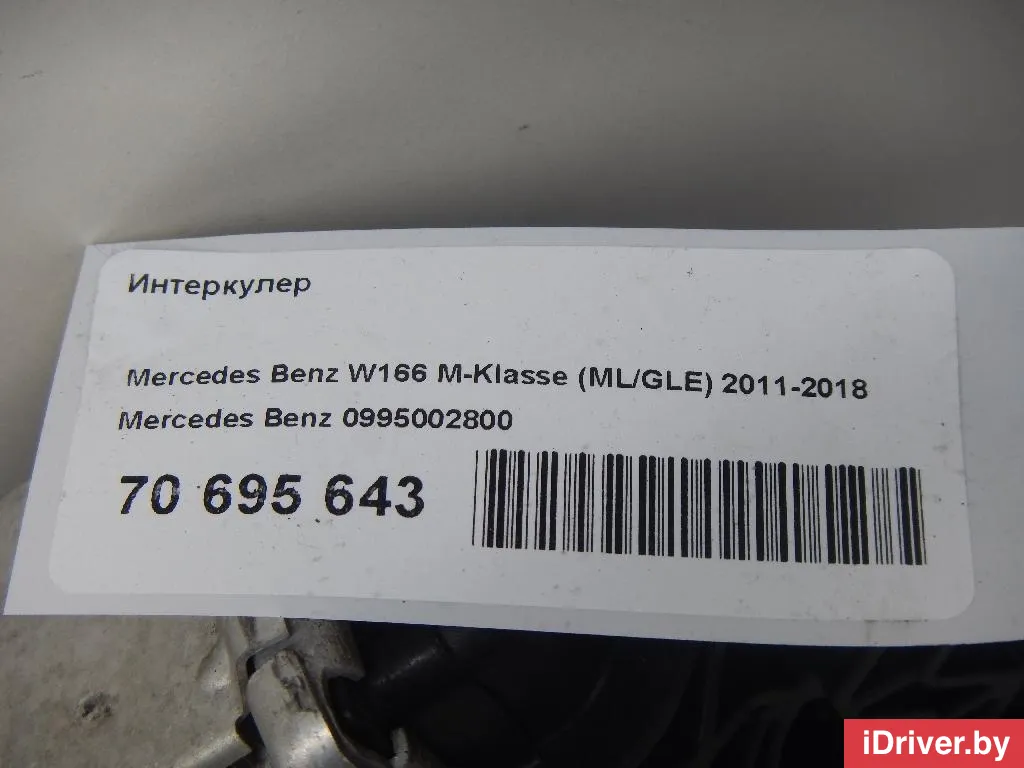 Интеркулер
Mercedes Benz W166 M-Klasse (ML/GLE) 2011-2018
Mercedes Benz 0995002800
70 695 643
iDriver.by